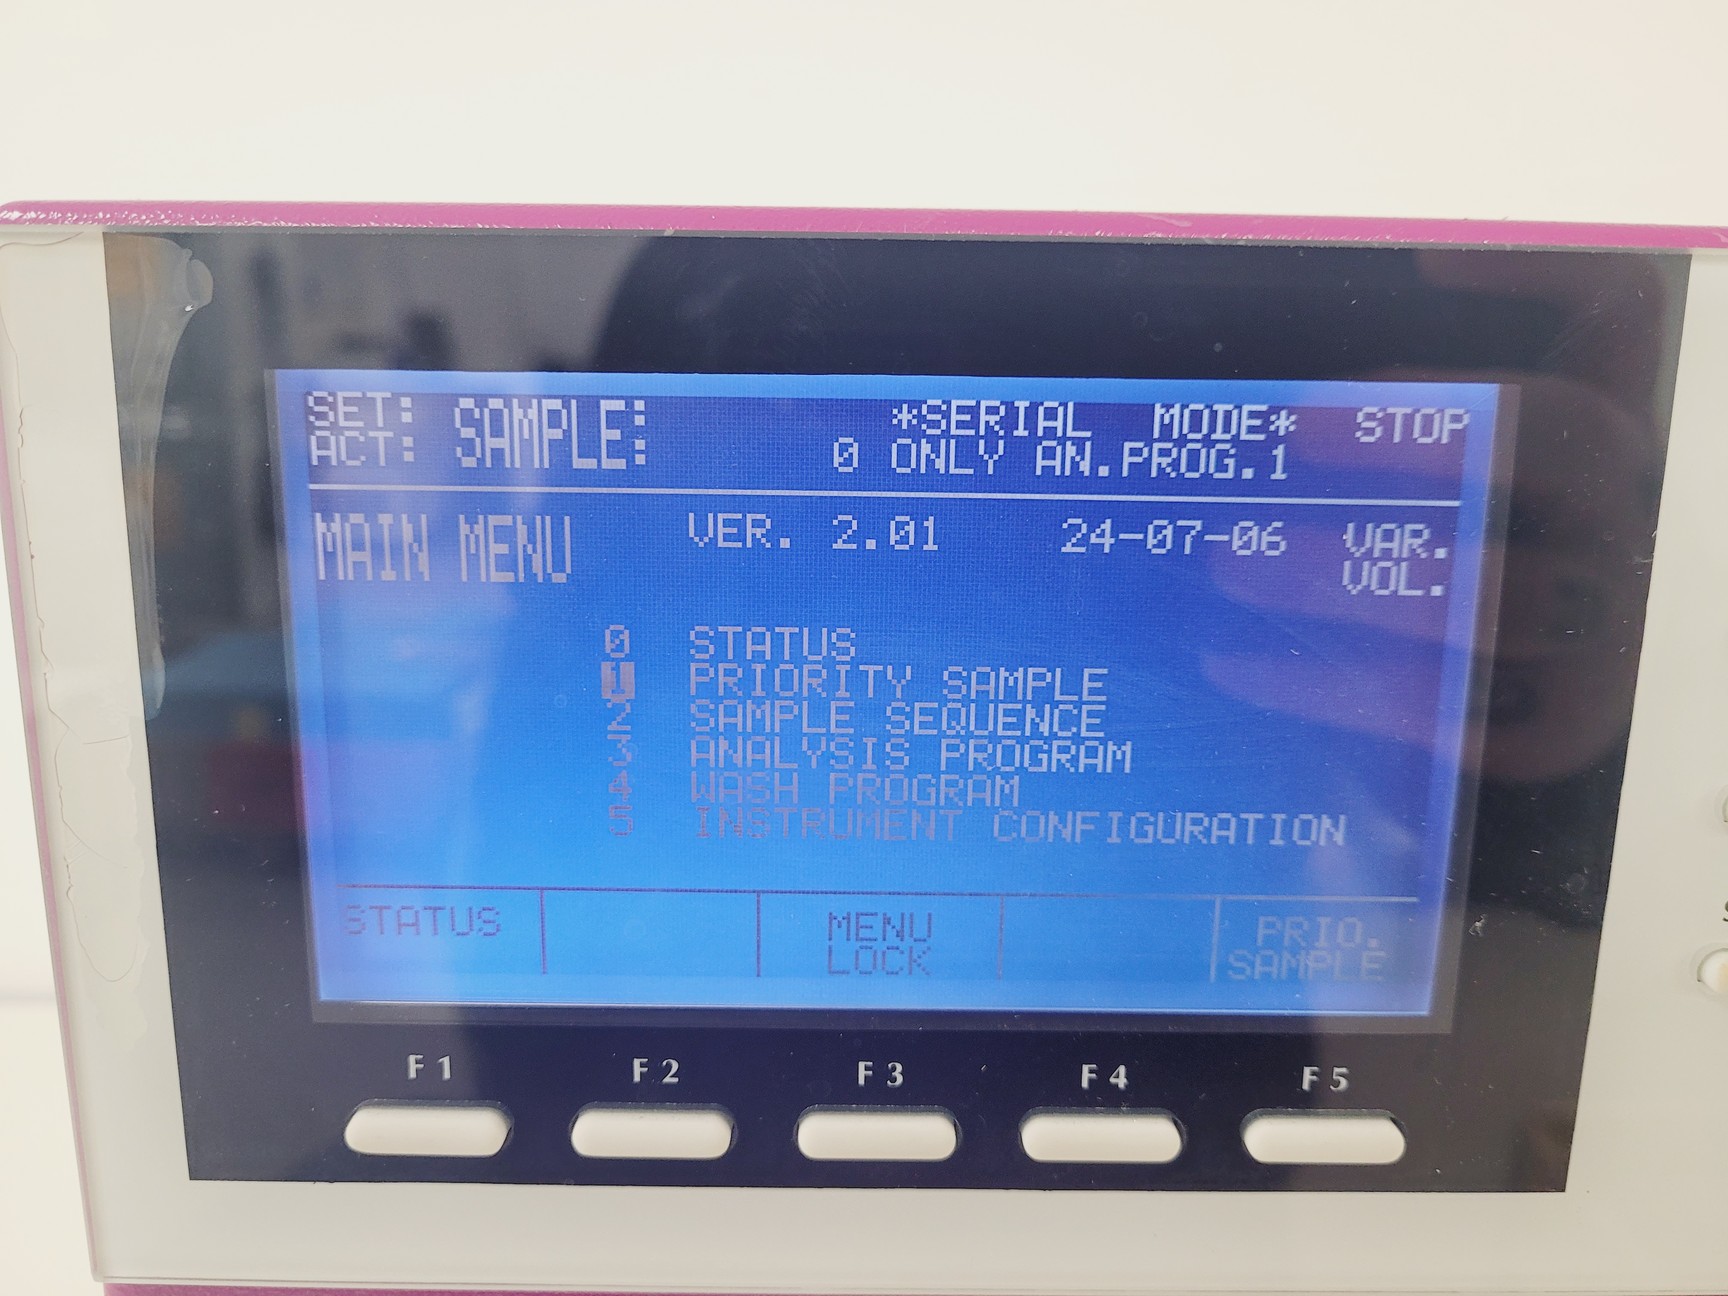 SET: SAMPLE: *SERIAL MODE* STOP
ACT: 0 ONLY AN.PROG.1
MAIN MENU VER. 2.01 24-07-06 VAR.
VOL.
0 STATUS
1 PRIORITY SAMPLE
2 SAMPLE SEQUENCE
3 ANALYSIS PROGRAM
4 WASH PROGRAM
5 INSTRUMENT CONFIGURATION
STATUS MENU LOCK PRIO. SAMPLE
F1 F2 F3 F4 F5